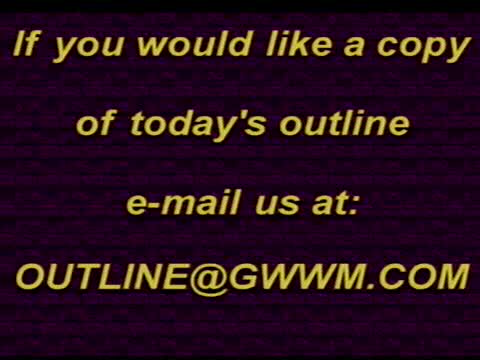 If you would like a copy
of today's outline
e-mail us at:
OUTLINE@GWWM.COM